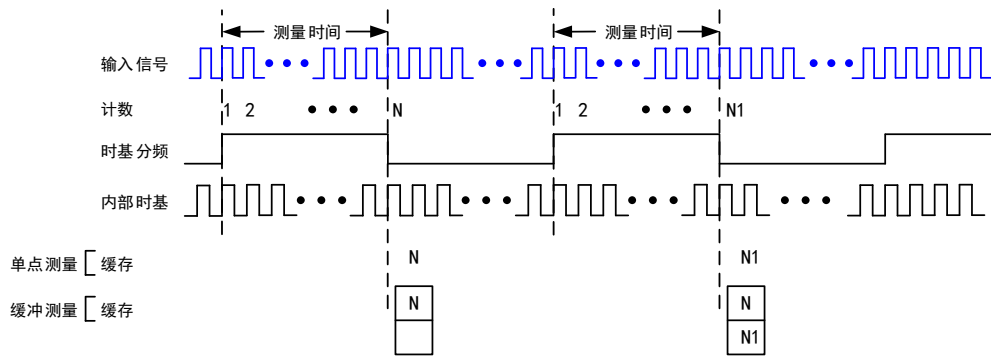 测量时间 测量时间
输入信号
计数 1 2 N 1 2 N1
时基分频
内部时基
单点测量 缓存 N N1
缓冲测量 缓存 N N
N1